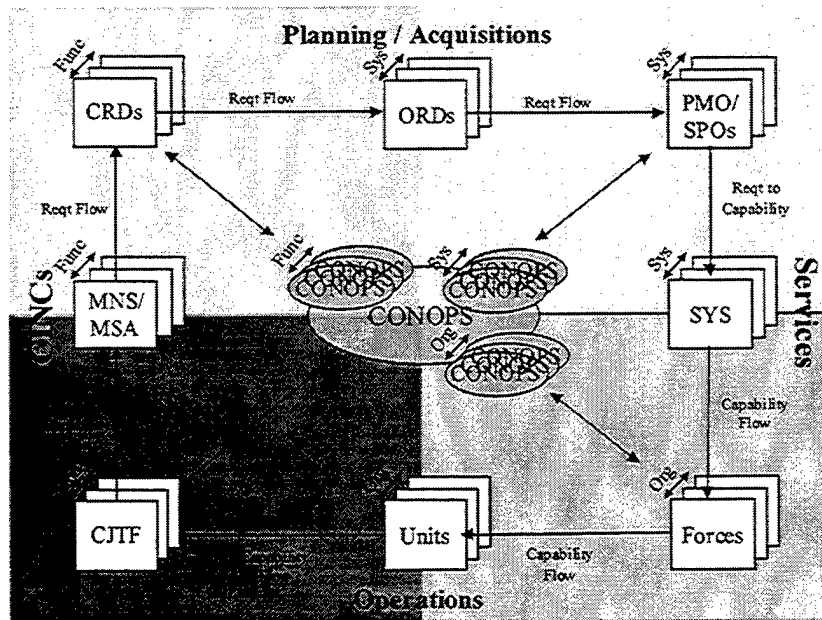 Planning / Acquisitions
Func
Sys
Sys
CRDs
Reqt Flow
ORDs
Reqt Flow
PMO/
SPOs
Reqt Flow
Reqt to
Capability
Func
Func
Sys
Sys
CINCs
Services
MNS/
MSA
CONOPS
CONOPS
CONOPS
CONOPS
SYS
Org
CONOPS
CONOPS
Capability
Flow
Org
CJTF
Units
Capability
Flow
Forces
Operations